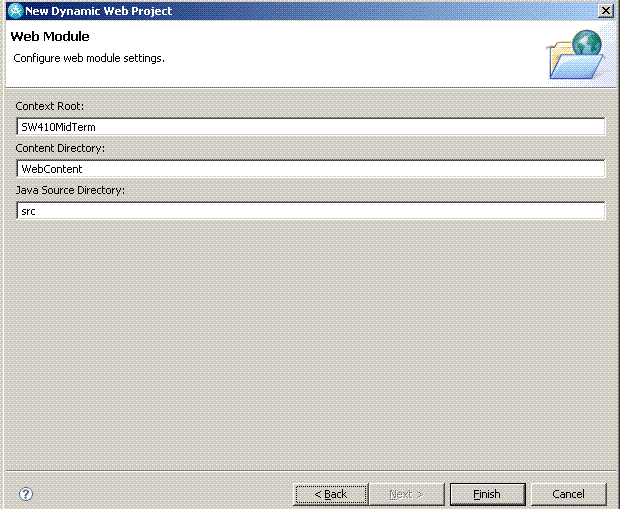 New Dynamic Web Project
Web Module
Configure web module settings.
Context Root:
SW410MidTerm
Content Directory:
WebContent
Java Source Directory:
src
? < Back Next > Finish Cancel